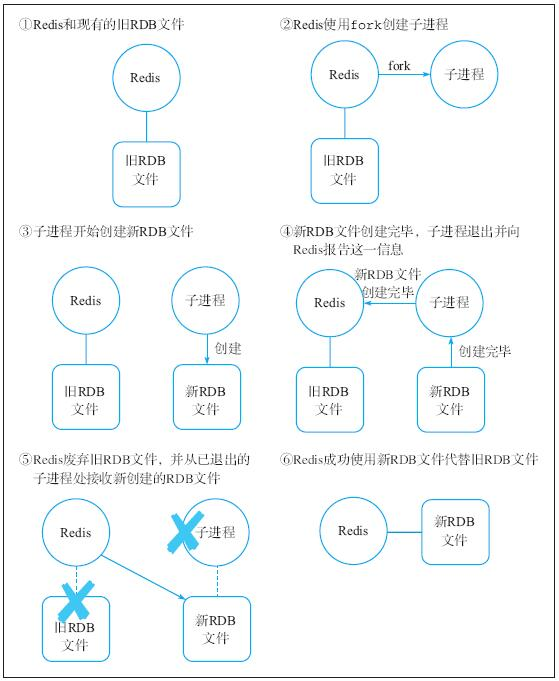 ①Redis和现有的旧RDB文件
Redis
旧RDB
文件
②Redis使用fork创建子进程
Redis
fork
子进程
旧RDB
文件
③子进程开始创建新RDB文件
Redis
子进程
创建
旧RDB
文件
新RDB
文件
④新RDB文件创建完毕，子进程退出并向
Redis报告这一信息
新RDB文件
创建完毕
Redis
子进程
创建完毕
旧RDB
文件
新RDB
文件
⑤Redis废弃旧RDB文件，并从已退出的
子进程处接收新创建的RDB文件
Redis
子进程
旧RDB
文件
新RDB
文件
⑥Redis成功使用新RDB文件代替旧RDB文件
Redis
新RDB
文件